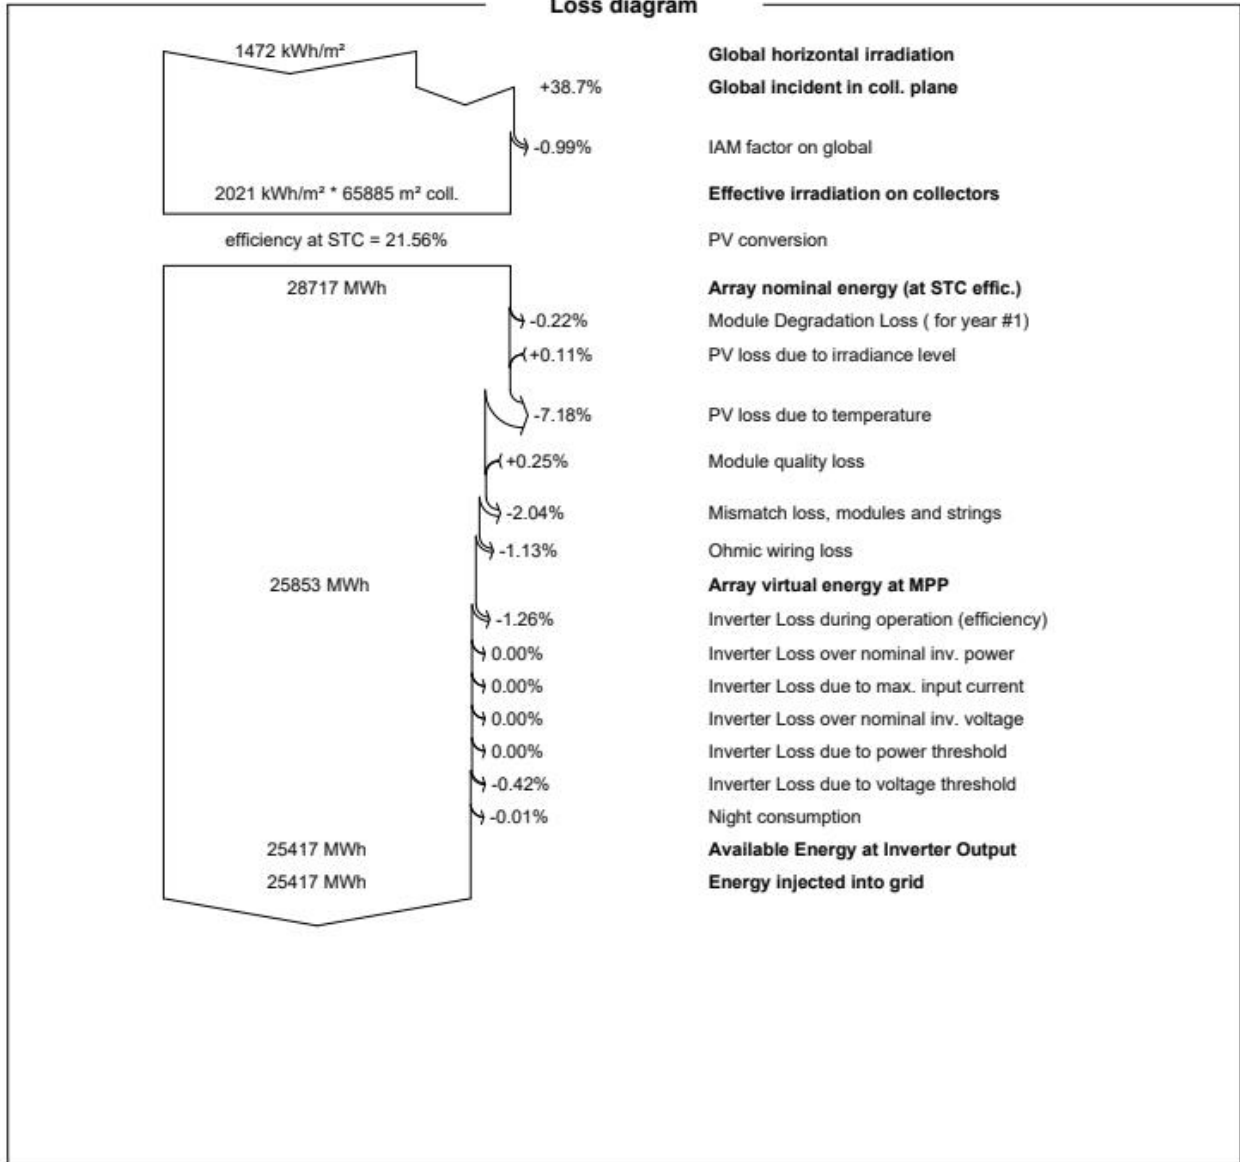 Loss diagram
1472 kWh/m² Global horizontal irradiation
+38.7% Global incident in coll. plane
-0.99% IAM factor on global
2021 kWh/m² * 65885 m² coll. Effective irradiation on collectors
efficiency at STC = 21.56% PV conversion
28717 MWh Array nominal energy (at STC effic.)
-0.22% Module Degradation Loss ( for year #1)
+0.11% PV loss due to irradiance level
-7.18% PV loss due to temperature
+0.25% Module quality loss
-2.04% Mismatch loss, modules and strings
-1.13% Ohmic wiring loss
25853 MWh Array virtual energy at MPP
-1.26% Inverter Loss during operation (efficiency)
0.00% Inverter Loss over nominal inv. power
0.00% Inverter Loss due to max. input current
0.00% Inverter Loss over nominal inv. voltage
0.00% Inverter Loss due to power threshold
-0.42% Inverter Loss due to voltage threshold
-0.01% Night consumption
25417 MWh Available Energy at Inverter Output
25417 MWh Energy injected into grid